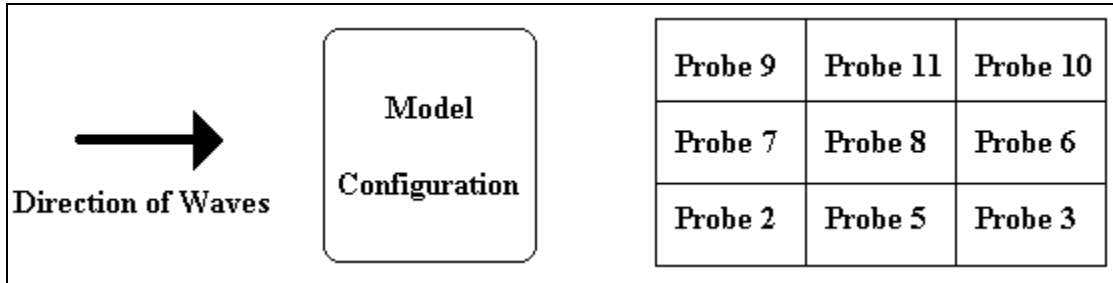 Direction of Waves
Model
Configuration
Probe 9 Probe 11 Probe 10
Probe 7 Probe 8 Probe 6
Probe 2 Probe 5 Probe 3